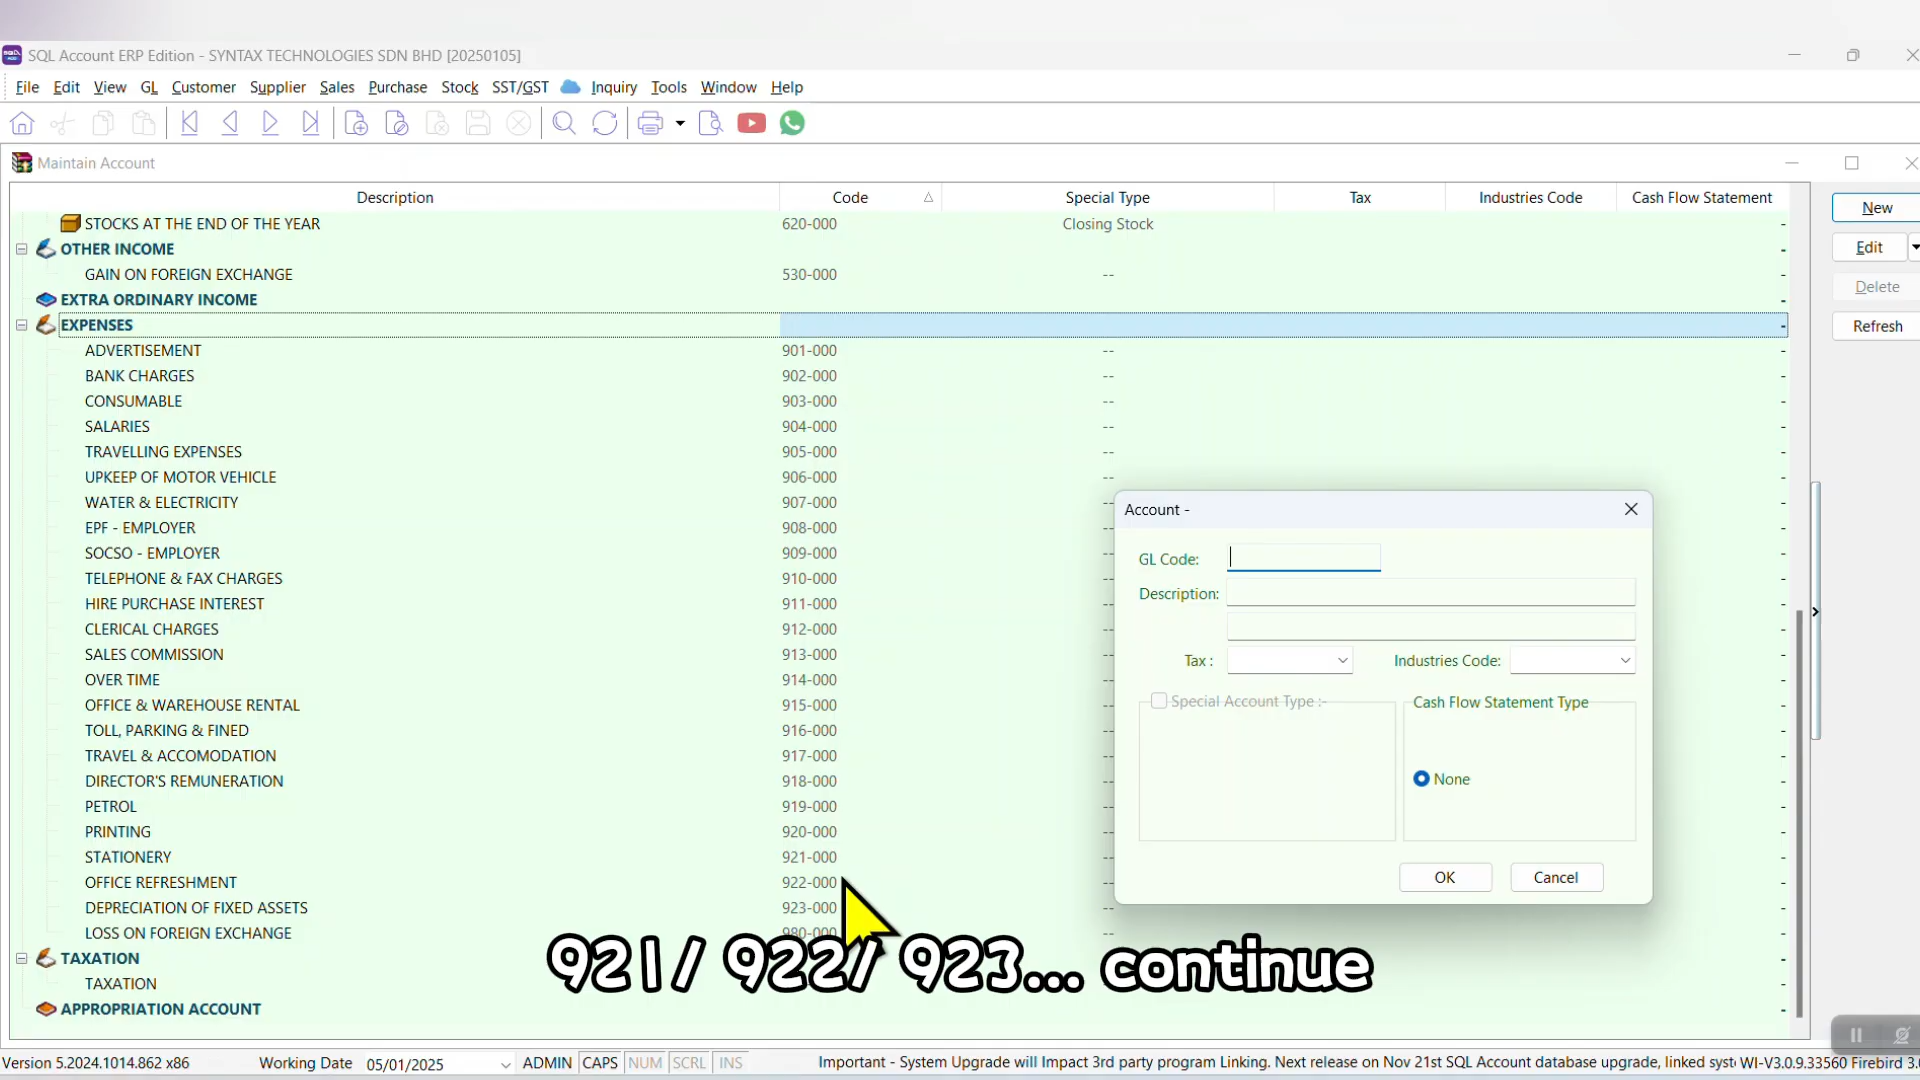 SQL Account ERP Edition - SYNTAX TECHNOLOGIES SDN BHD [20250105]
File Edit View GL Customer Supplier Sales Purchase Stock SST/GST Inquiry Tools Window Help
Maintain Account
Description Code Special Type Tax Industries Code Cash Flow Statement
New
Edit
Delete
Refresh
STOCKS AT THE END OF THE YEAR 620-000 Closing Stock -
OTHER INCOME -
GAIN ON FOREIGN EXCHANGE 530-000 -- -
EXTRA ORDINARY INCOME -
EXPENSES -
ADVERTISEMENT 901-000 -- -
BANK CHARGES 902-000 -- -
CONSUMABLE 903-000 -- -
SALARIES 904-000 -- -
TRAVELLING EXPENSES 905-000 -- -
UPKEEP OF MOTOR VEHICLE 906-000 -- -
WATER & ELECTRICITY 907-000 -- -
EPF - EMPLOYER 908-000 -- -
SOCSO - EMPLOYER 909-000 -- -
TELEPHONE & FAX CHARGES 910-000 -- -
HIRE PURCHASE INTEREST 911-000 -- -
CLERICAL CHARGES 912-000 -- -
SALES COMMISSION 913-000 -- -
OVER TIME 914-000 -- -
OFFICE & WAREHOUSE RENTAL 915-000 -- -
TOLL, PARKING & FINED 916-000 -- -
TRAVEL & ACCOMODATION 917-000 -- -
DIRECTOR'S REMUNERATION 918-000 -- -
PETROL 919-000 -- -
PRINTING 920-000 -- -
STATIONERY 921-000 -- -
OFFICE REFRESHMENT 922-000 -- -
DEPRECIATION OF FIXED ASSETS 923-000 -- -
LOSS ON FOREIGN EXCHANGE 980-000 -- -
TAXATION -
TAXATION -
APPROPRIATION ACCOUNT -
Account -
GL Code:
Description:
Tax : Industries Code:
Special Account Type :-
Cash Flow Statement Type
None
OK Cancel
921/ 922/ 923... continue
Version 5.2024.1014.862 x86 Working Date 05/01/2025 ADMIN CAPS NUM SCRL INS Important - System Upgrade will Impact 3rd party program Linking. Next release on Nov 21st SQL Account database upgrade, linked syst WI-V3.0.9.33560 Firebird 3.